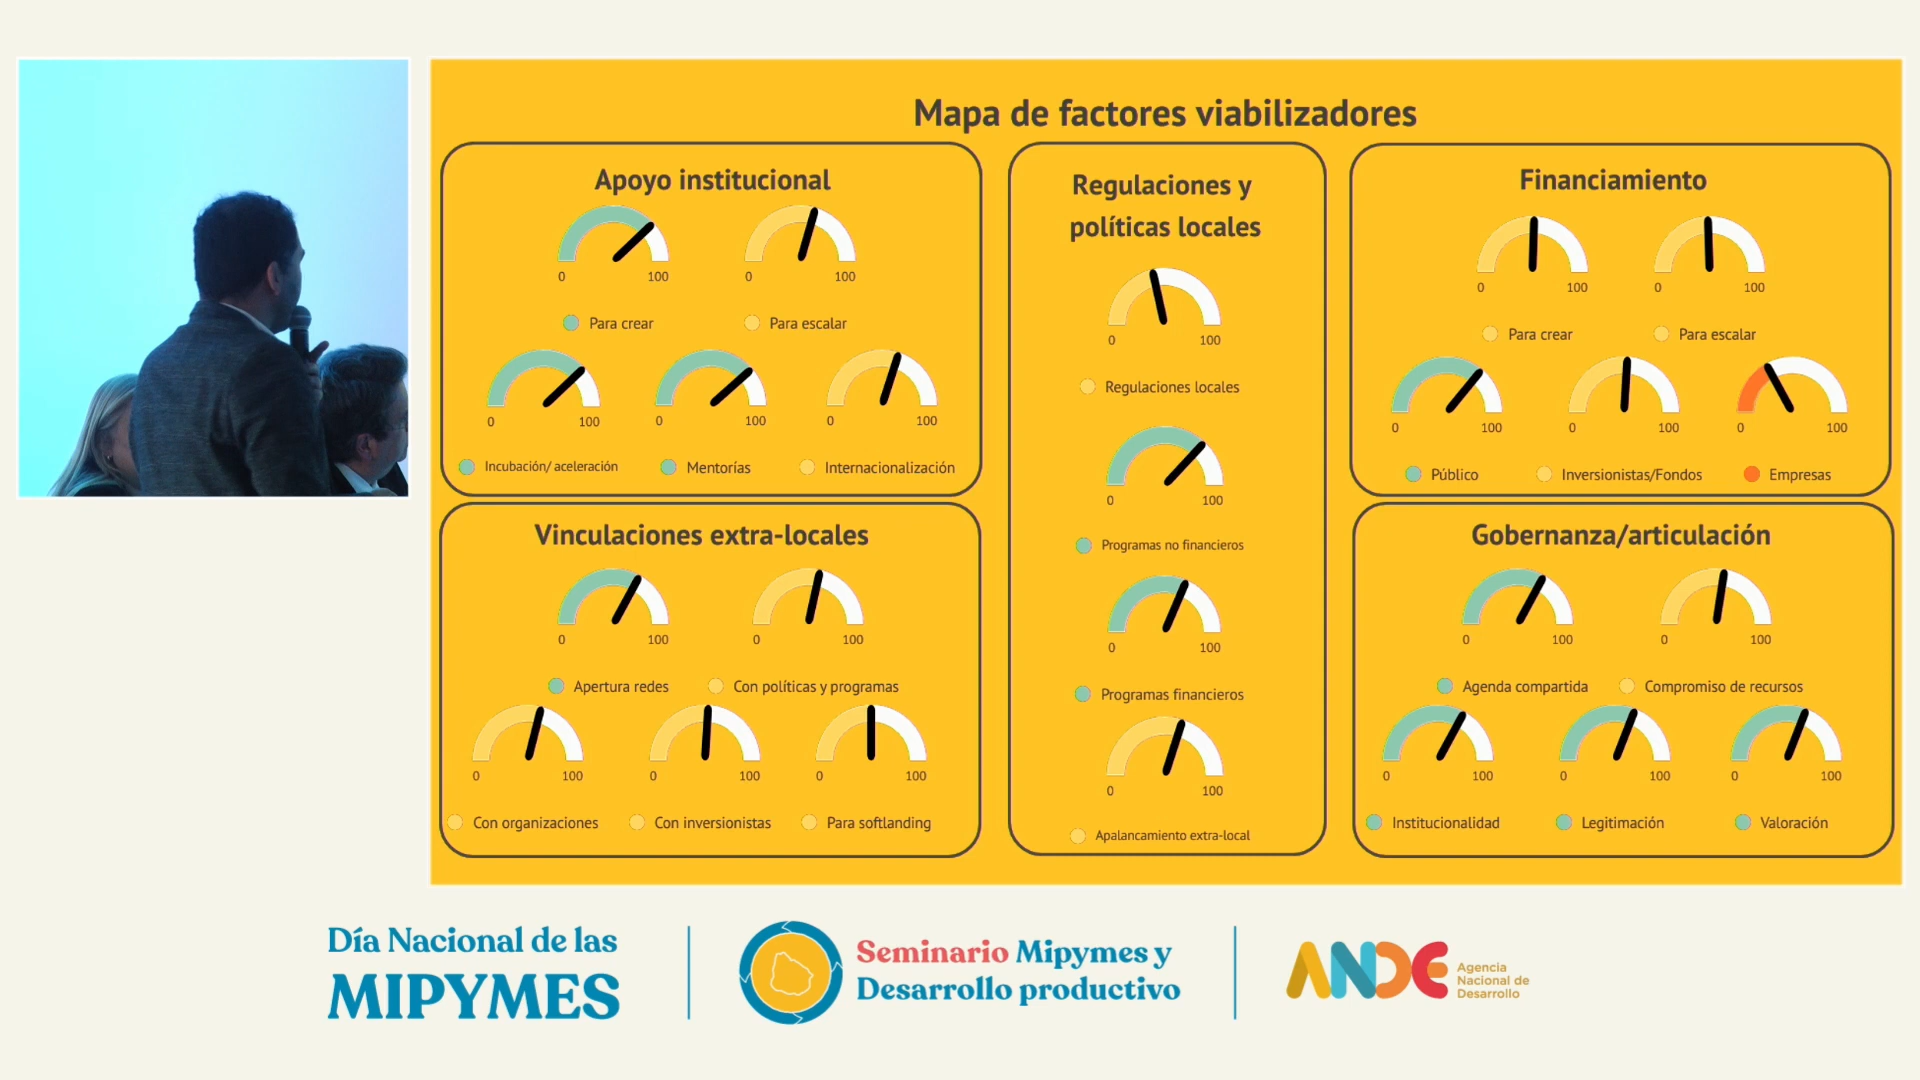 Mapa de factores viabilizadores
Apoyo institucional
0 100
0 100
Para crear
Para escalar
0 100
0 100
0 100
Incubación/ aceleración
Mentorías
Internacionalización
Vinculaciones extra-locales
0 100
0 100
Apertura redes
Con políticas y programas
0 100
0 100
0 100
Con organizaciones
Con inversionistas
Para softlanding
Regulaciones y
políticas locales
0 100
Regulaciones locales
0 100
Programas no financieros
0 100
Programas financieros
0 100
Apalancamiento extra-local
Financiamiento
0 100
0 100
Para crear
Para escalar
0 100
0 100
0 100
Público
Inversionistas/Fondos
Empresas
Gobernanza/articulación
0 100
0 100
Agenda compartida
Compromiso de recursos
0 100
0 100
0 100
Institucionalidad
Legitimación
Valoración
Día Nacional de las
MIPYMES
Seminario Mipymes y
Desarrollo productivo
ANDE
Agencia
Nacional de
Desarrollo